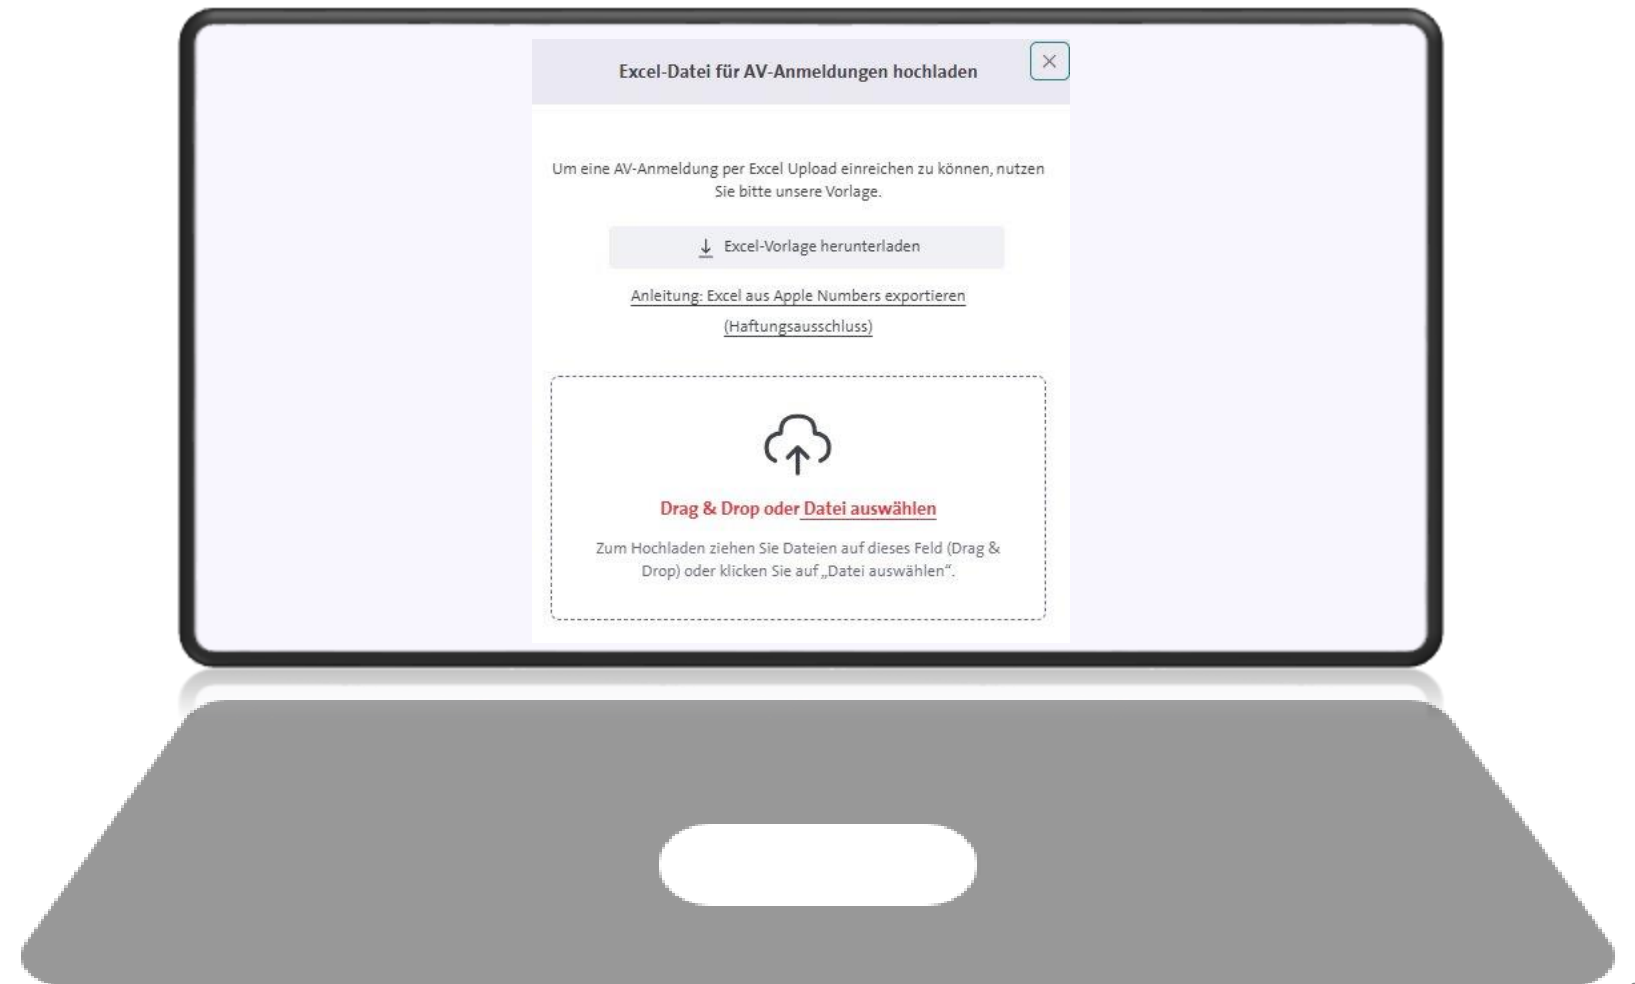 Excel-Datei für AV-Anmeldungen hochladen
Um eine AV-Anmeldung per Excel Upload einreichen zu können, nutzen
Sie bitte unsere Vorlage.
Excel-Vorlage herunterladen
Anleitung: Excel aus Apple Numbers exportieren
(Haftungsausschluss)
Drag & Drop oder Datei auswählen
Zum Hochladen ziehen Sie Dateien auf dieses Feld (Drag &
Drop) oder klicken Sie auf „Datei auswählen“.